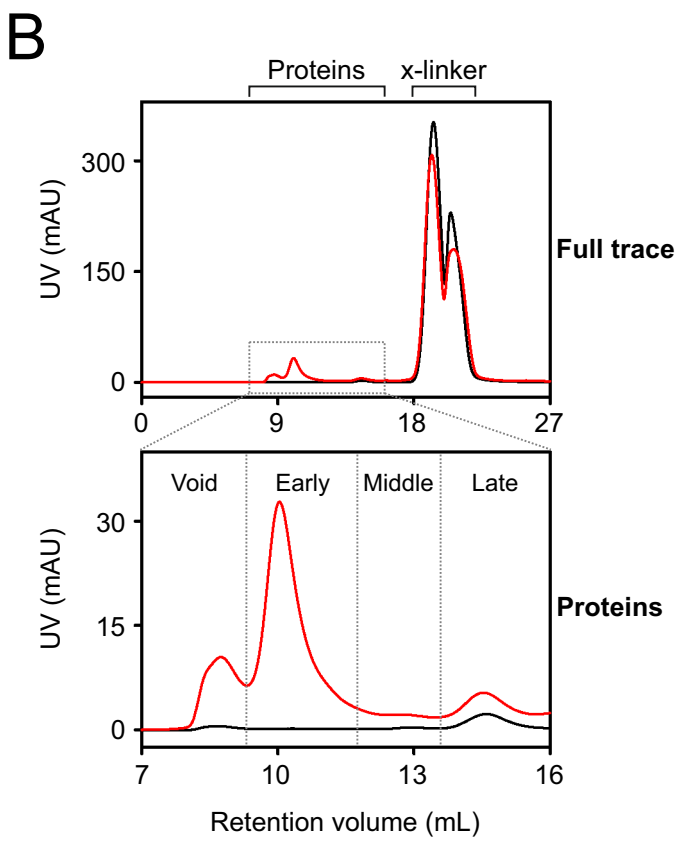 B
Proteins x-linker
300
150
0
UV (mAU)
Full trace
0 9 18 27
Void Early Middle Late
30
15
0
UV (mAU)
Proteins
7 10 13 16
Retention volume (mL)